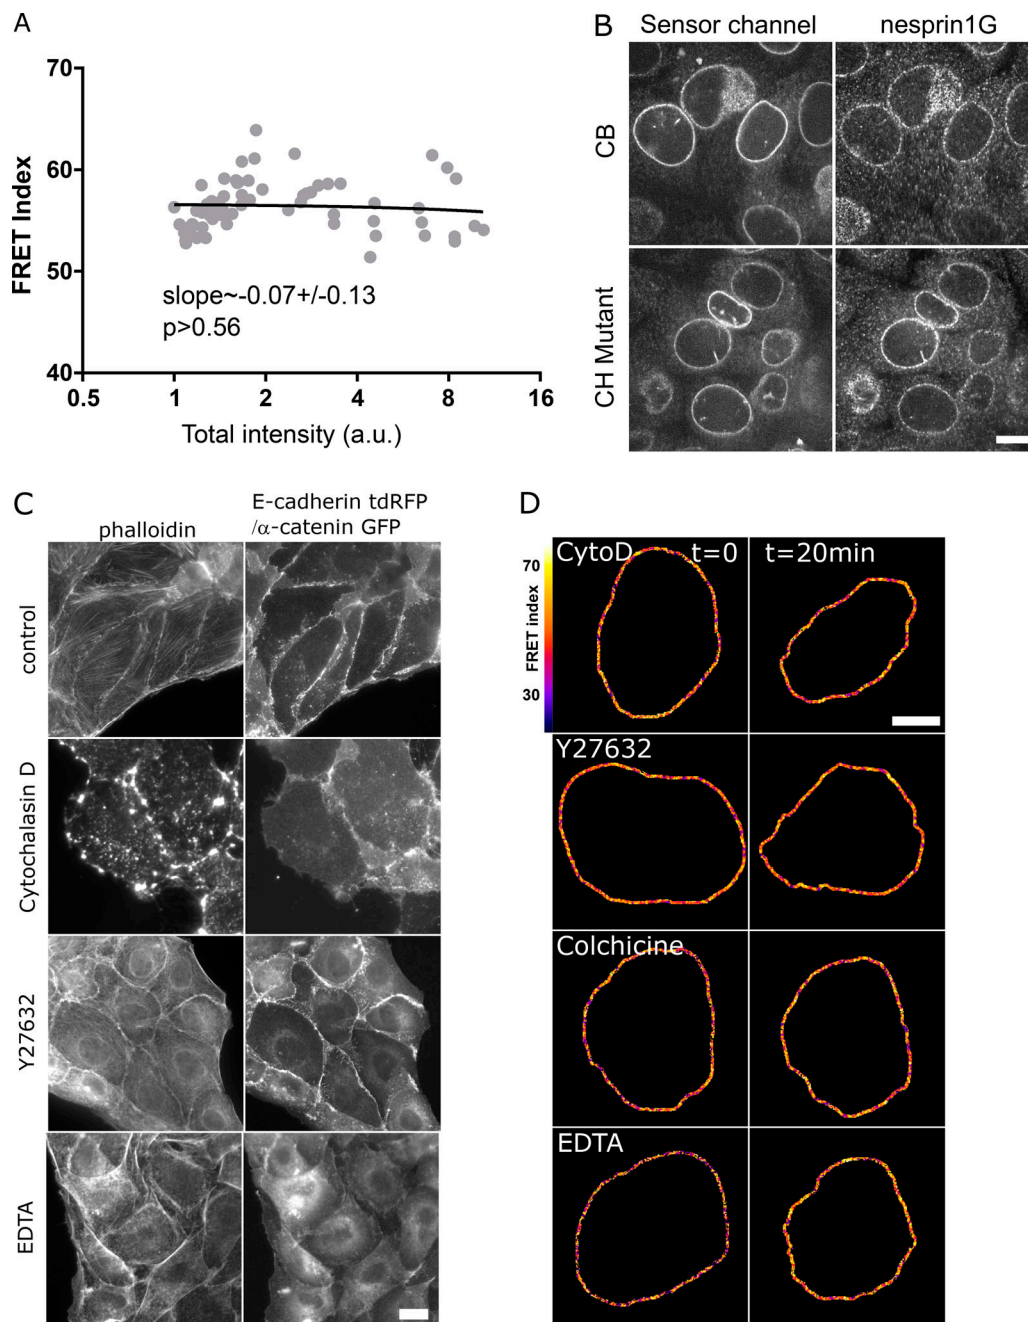 A
70
60
50
40
FRET Index
slope~-0.07+/-0.13
p>0.56
0.5 1 2 4 8 16
Total intensity (a.u.)
B
Sensor channel nesprin1G
CB
CH Mutant
C
phalloidin
E-cadherin tdRFP
/α-catenin GFP
control
Cytochalasin D
Y27632
EDTA
D
CytoD t=0 t=20min
70
FRET index
30
Y27632
Colchicine
EDTA